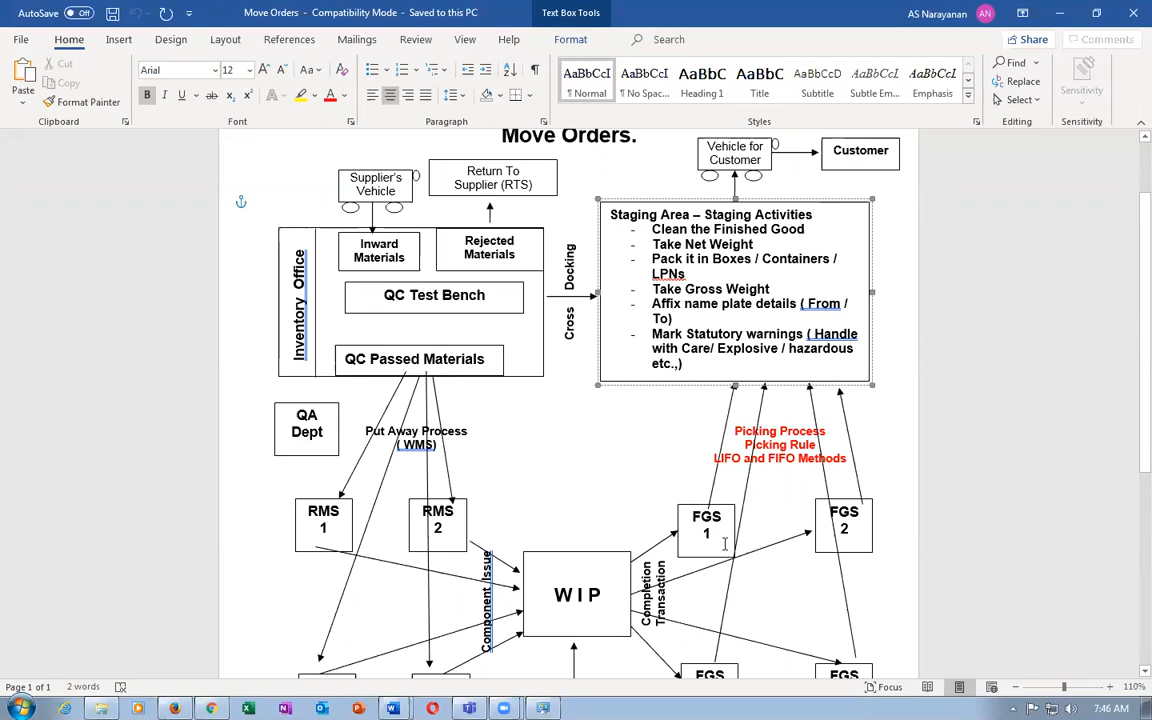 AutoSave Off
Move Orders - Compatibility Mode - Saved to this PC
Text Box Tools
AS Narayanan AN
File Home Insert Design Layout References Mailings Review View Help Format Search
Share Comments
Paste
Cut
Copy
Format Painter
Clipboard
Arial 12
Font
Paragraph
AaBbCcI AaBbCcI AaBbC AaBbC AaBbCcD AaBbCcI AaBbCcI
¶ Normal ¶ No Spac... Heading 1 Title Subtitle Subtle Em... Emphasis
Styles
Find
Replace
Select
Editing
Sensitivity
Sensitivity
Move Orders.
Supplier's
Vehicle
Return To
Supplier (RTS)
Vehicle for
Customer
Customer
Inventory Office
Inward
Materials
Rejected
Materials
QC Test Bench
QC Passed Materials
Cross Docking
Staging Area – Staging Activities
- Clean the Finished Good
- Take Net Weight
- Pack it in Boxes / Containers /
LPNs
- Take Gross Weight
- Affix name plate details ( From /
To)
- Mark Statutory warnings ( Handle
with Care/ Explosive / hazardous
etc.,)
QA
Dept
Put Away Process
( WMS)
Picking Process
Picking Rule
LIFO and FIFO Methods
RMS
1
RMS
2
FGS
1
FGS
2
Component Issue
W I P
Completion
Transaction
FGS
FGS
Page 1 of 1 2 words
Focus
110%
7:46 AM